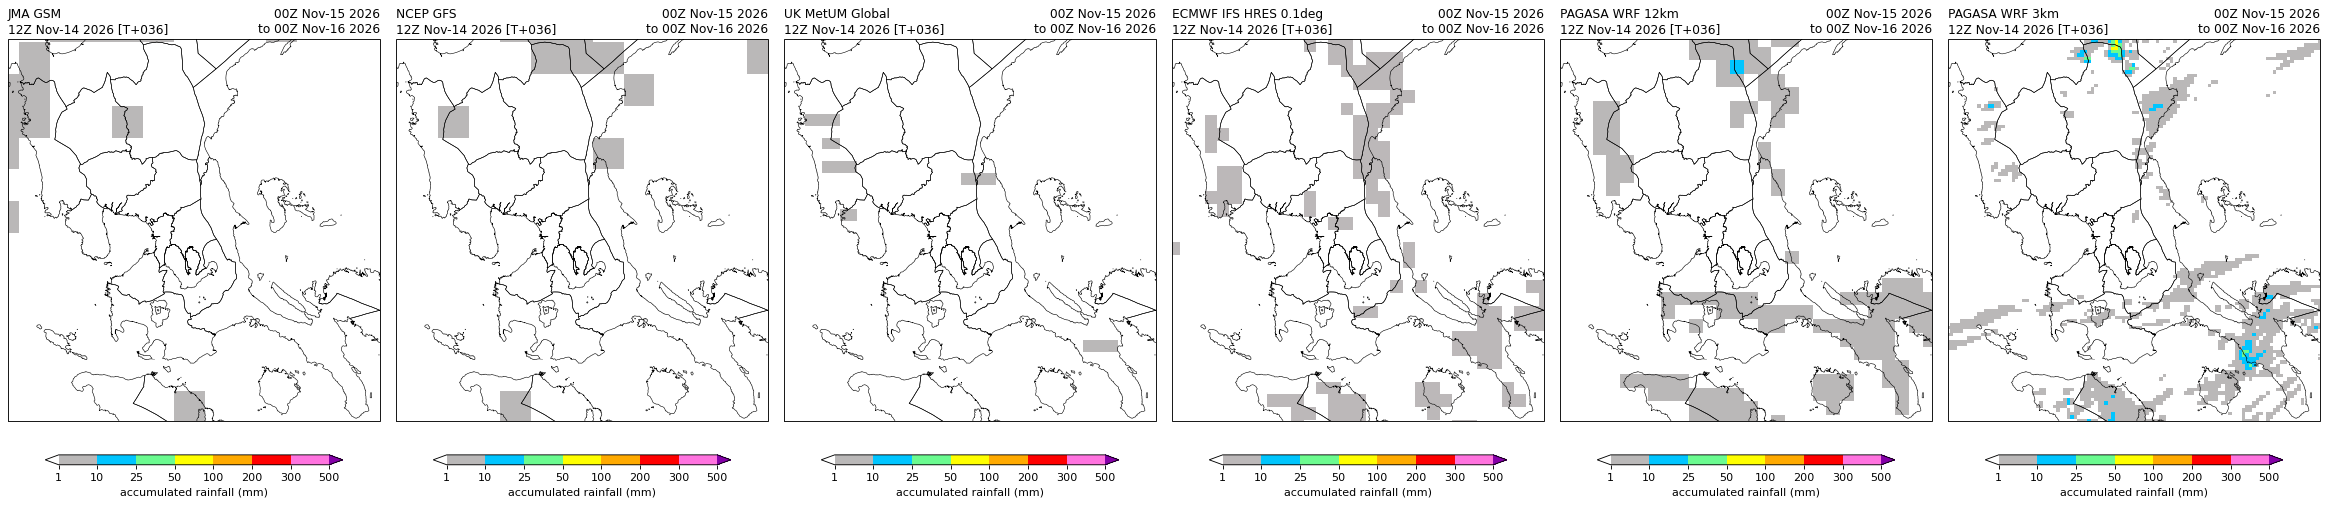 JMA GSM 00Z Nov-15 2026
12Z Nov-14 2026 [T+036] to 00Z Nov-16 2026
1 10 25 50 100 200 300 500
accumulated rainfall (mm)
NCEP GFS 00Z Nov-15 2026
12Z Nov-14 2026 [T+036] to 00Z Nov-16 2026
1 10 25 50 100 200 300 500
accumulated rainfall (mm)
UK MetUM Global 00Z Nov-15 2026
12Z Nov-14 2026 [T+036] to 00Z Nov-16 2026
1 10 25 50 100 200 300 500
accumulated rainfall (mm)
ECMWF IFS HRES 0.1deg 00Z Nov-15 2026
12Z Nov-14 2026 [T+036] to 00Z Nov-16 2026
1 10 25 50 100 200 300 500
accumulated rainfall (mm)
PAGASA WRF 12km 00Z Nov-15 2026
12Z Nov-14 2026 [T+036] to 00Z Nov-16 2026
1 10 25 50 100 200 300 500
accumulated rainfall (mm)
PAGASA WRF 3km 00Z Nov-15 2026
12Z Nov-14 2026 [T+036] to 00Z Nov-16 2026
1 10 25 50 100 200 300 500
accumulated rainfall (mm)